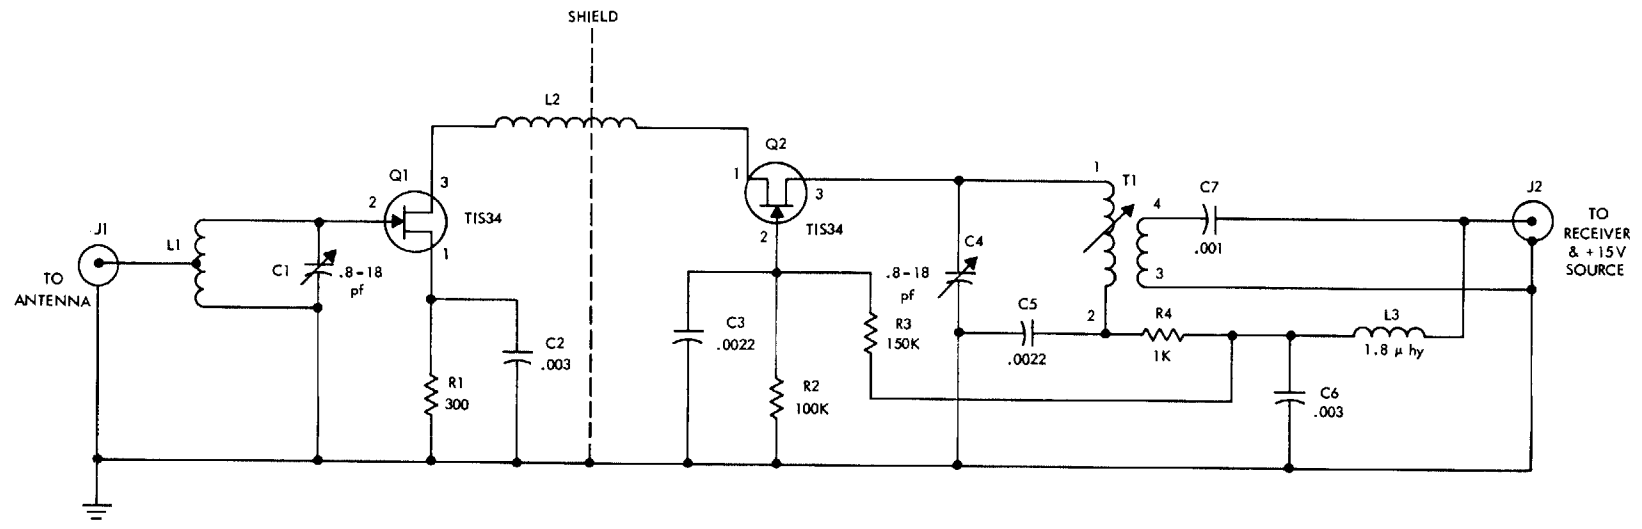 SHIELD
L2
Q1
3
2
TIS34
1
J1
TO
ANTENNA
L1
C1
.8-18
pf
C2
.003
R1
300
Q2
1
3
TIS34
2
C3
.0022
R3
150K
R2
100K
C4
.8-18
pf
C5
.0022
1
T1
2
4
3
C7
.001
R4
1K
L3
1.8 μ hy
C6
.003
J2
TO
RECEIVER
& +15V
SOURCE